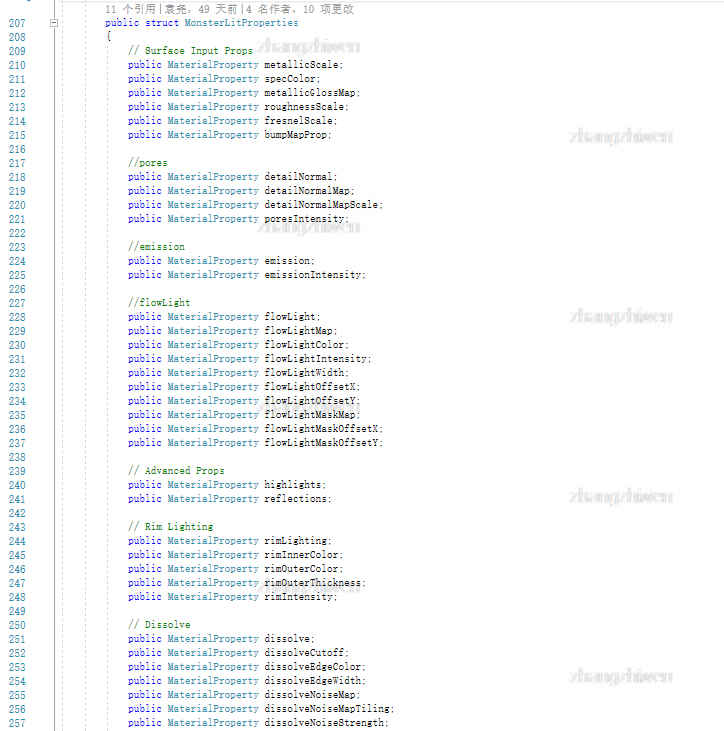 11 个引用|袁尧，49 天前|4 名作者，10 项更改
207 public struct MonsterLitProperties
208 {
209 // Surface Input Props
210 public MaterialProperty metallicScale;
211 public MaterialProperty specColor;
212 public MaterialProperty metallicGlossMap;
213 public MaterialProperty roughnessScale;
214 public MaterialProperty fresnelScale;
215 public MaterialProperty bumpMapProp;
216
217 //pores
218 public MaterialProperty detailNormal;
219 public MaterialProperty detailNormalMap;
220 public MaterialProperty detailNormalMapScale;
221 public MaterialProperty poresIntensity;
222
223 //emission
224 public MaterialProperty emission;
225 public MaterialProperty emissionIntensity;
226
227 //flowLight
228 public MaterialProperty flowLight;
229 public MaterialProperty flowLightMap;
230 public MaterialProperty flowLightColor;
231 public MaterialProperty flowLightIntensity;
232 public MaterialProperty flowLightWidth;
233 public MaterialProperty flowLightOffsetX;
234 public MaterialProperty flowLightOffsetY;
235 public MaterialProperty flowLightMaskMap;
236 public MaterialProperty flowLightMaskOffsetX;
237 public MaterialProperty flowLightMaskOffsetY;
238
239 // Advanced Props
240 public MaterialProperty highlights;
241 public MaterialProperty reflections;
242
243 // Rim Lighting
244 public MaterialProperty rimLighting;
245 public MaterialProperty rimInnerColor;
246 public MaterialProperty rimOuterColor;
247 public MaterialProperty rimOuterThickness;
248 public MaterialProperty rimIntensity;
249
250 // Dissolve
251 public MaterialProperty dissolve;
252 public MaterialProperty dissolveCutoff;
253 public MaterialProperty dissolveEdgeColor;
254 public MaterialProperty dissolveEdgeWidth;
255 public MaterialProperty dissolveNoiseMap;
256 public MaterialProperty dissolveNoiseMapTiling;
257 public MaterialProperty dissolveNoiseStrength;